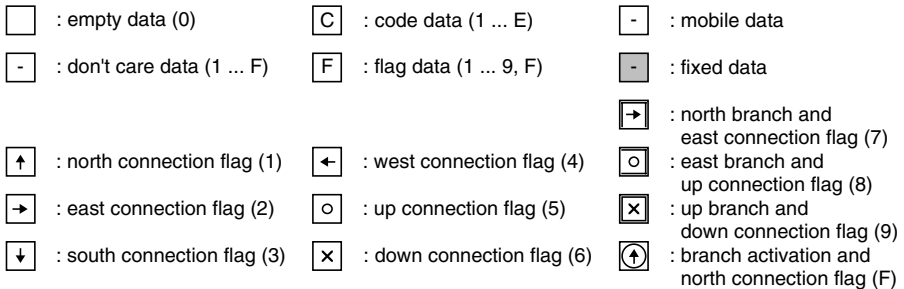 : empty data (0)
C : code data (1 ... E)
- : mobile data
- : don't care data (1 ... F)
F : flag data (1 ... 9, F)
- : fixed data
: north branch and
east connection flag (7)
: north connection flag (1)
: west connection flag (4)
: east branch and
up connection flag (8)
: east connection flag (2)
: up connection flag (5)
: up branch and
down connection flag (9)
: south connection flag (3)
: down connection flag (6)
: branch activation and
north connection flag (F)